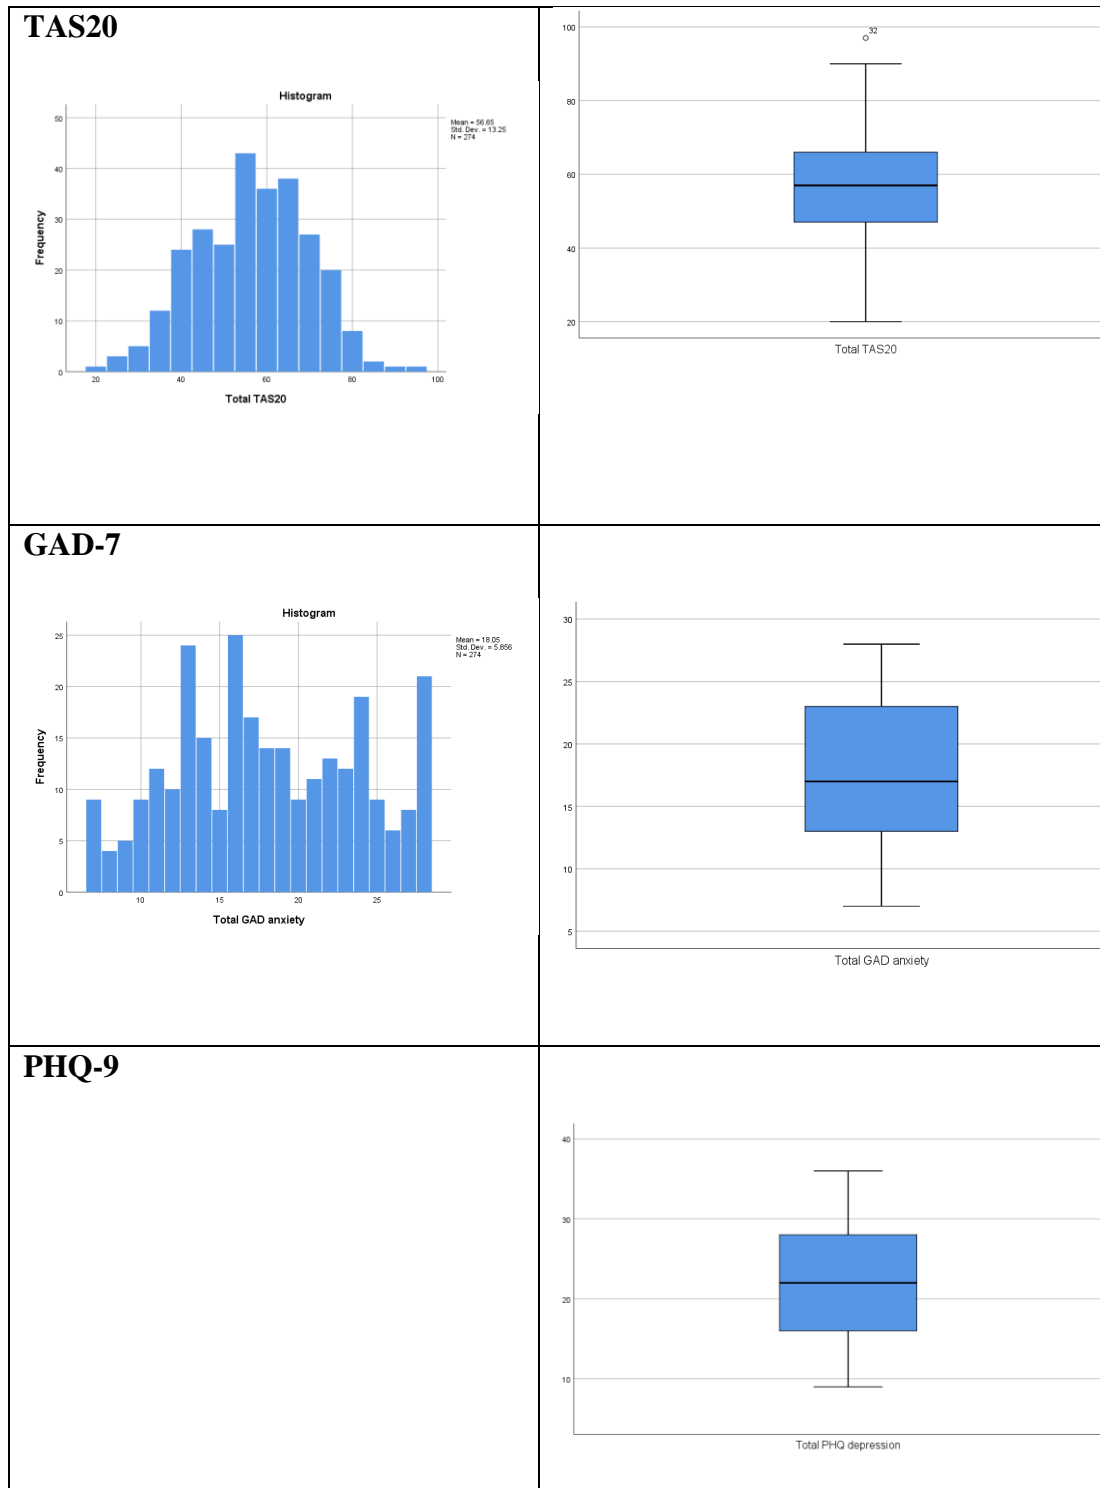 TAS20
Histogram
Mean = 56.65
Std. Dev. = 13.25
N = 274
50
40
30
20
10
0
Frequency
20 40 60 80 100
Total TAS20
100
80
60
40
20
32
Total TAS20
GAD-7
Histogram
Mean = 18.05
Std. Dev. = 5.856
N = 274
25
20
15
10
5
0
Frequency
10 15 20 25
Total GAD anxiety
30
25
20
15
10
5
Total GAD anxiety
PHQ-9
40
30
20
10
Total PHQ depression